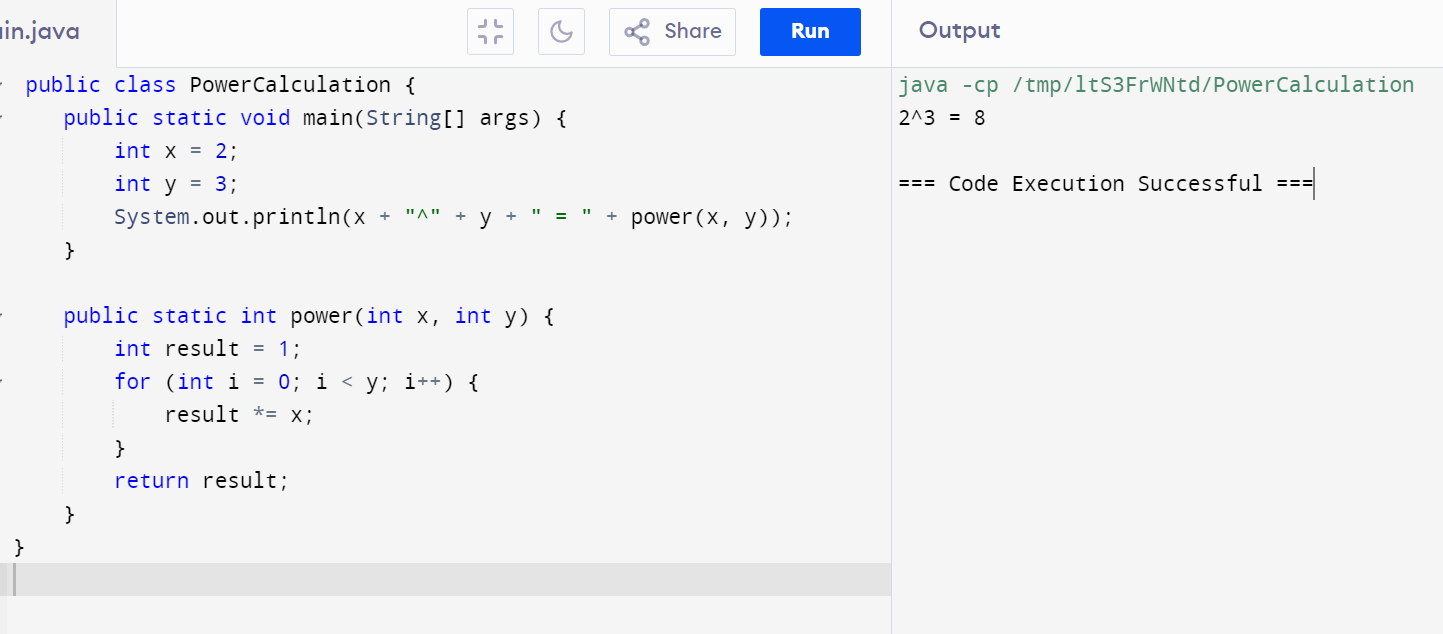 in.java
Share
Run
Output
public class PowerCalculation {
    public static void main(String[] args) {
        int x = 2;
        int y = 3;
        System.out.println(x + "^" + y + " = " + power(x, y));
    }
    public static int power(int x, int y) {
        int result = 1;
        for (int i = 0; i < y; i++) {
            result *= x;
        }
        return result;
    }
}
java -cp /tmp/ltS3FrWNtd/PowerCalculation
2^3 = 8
=== Code Execution Successful ===